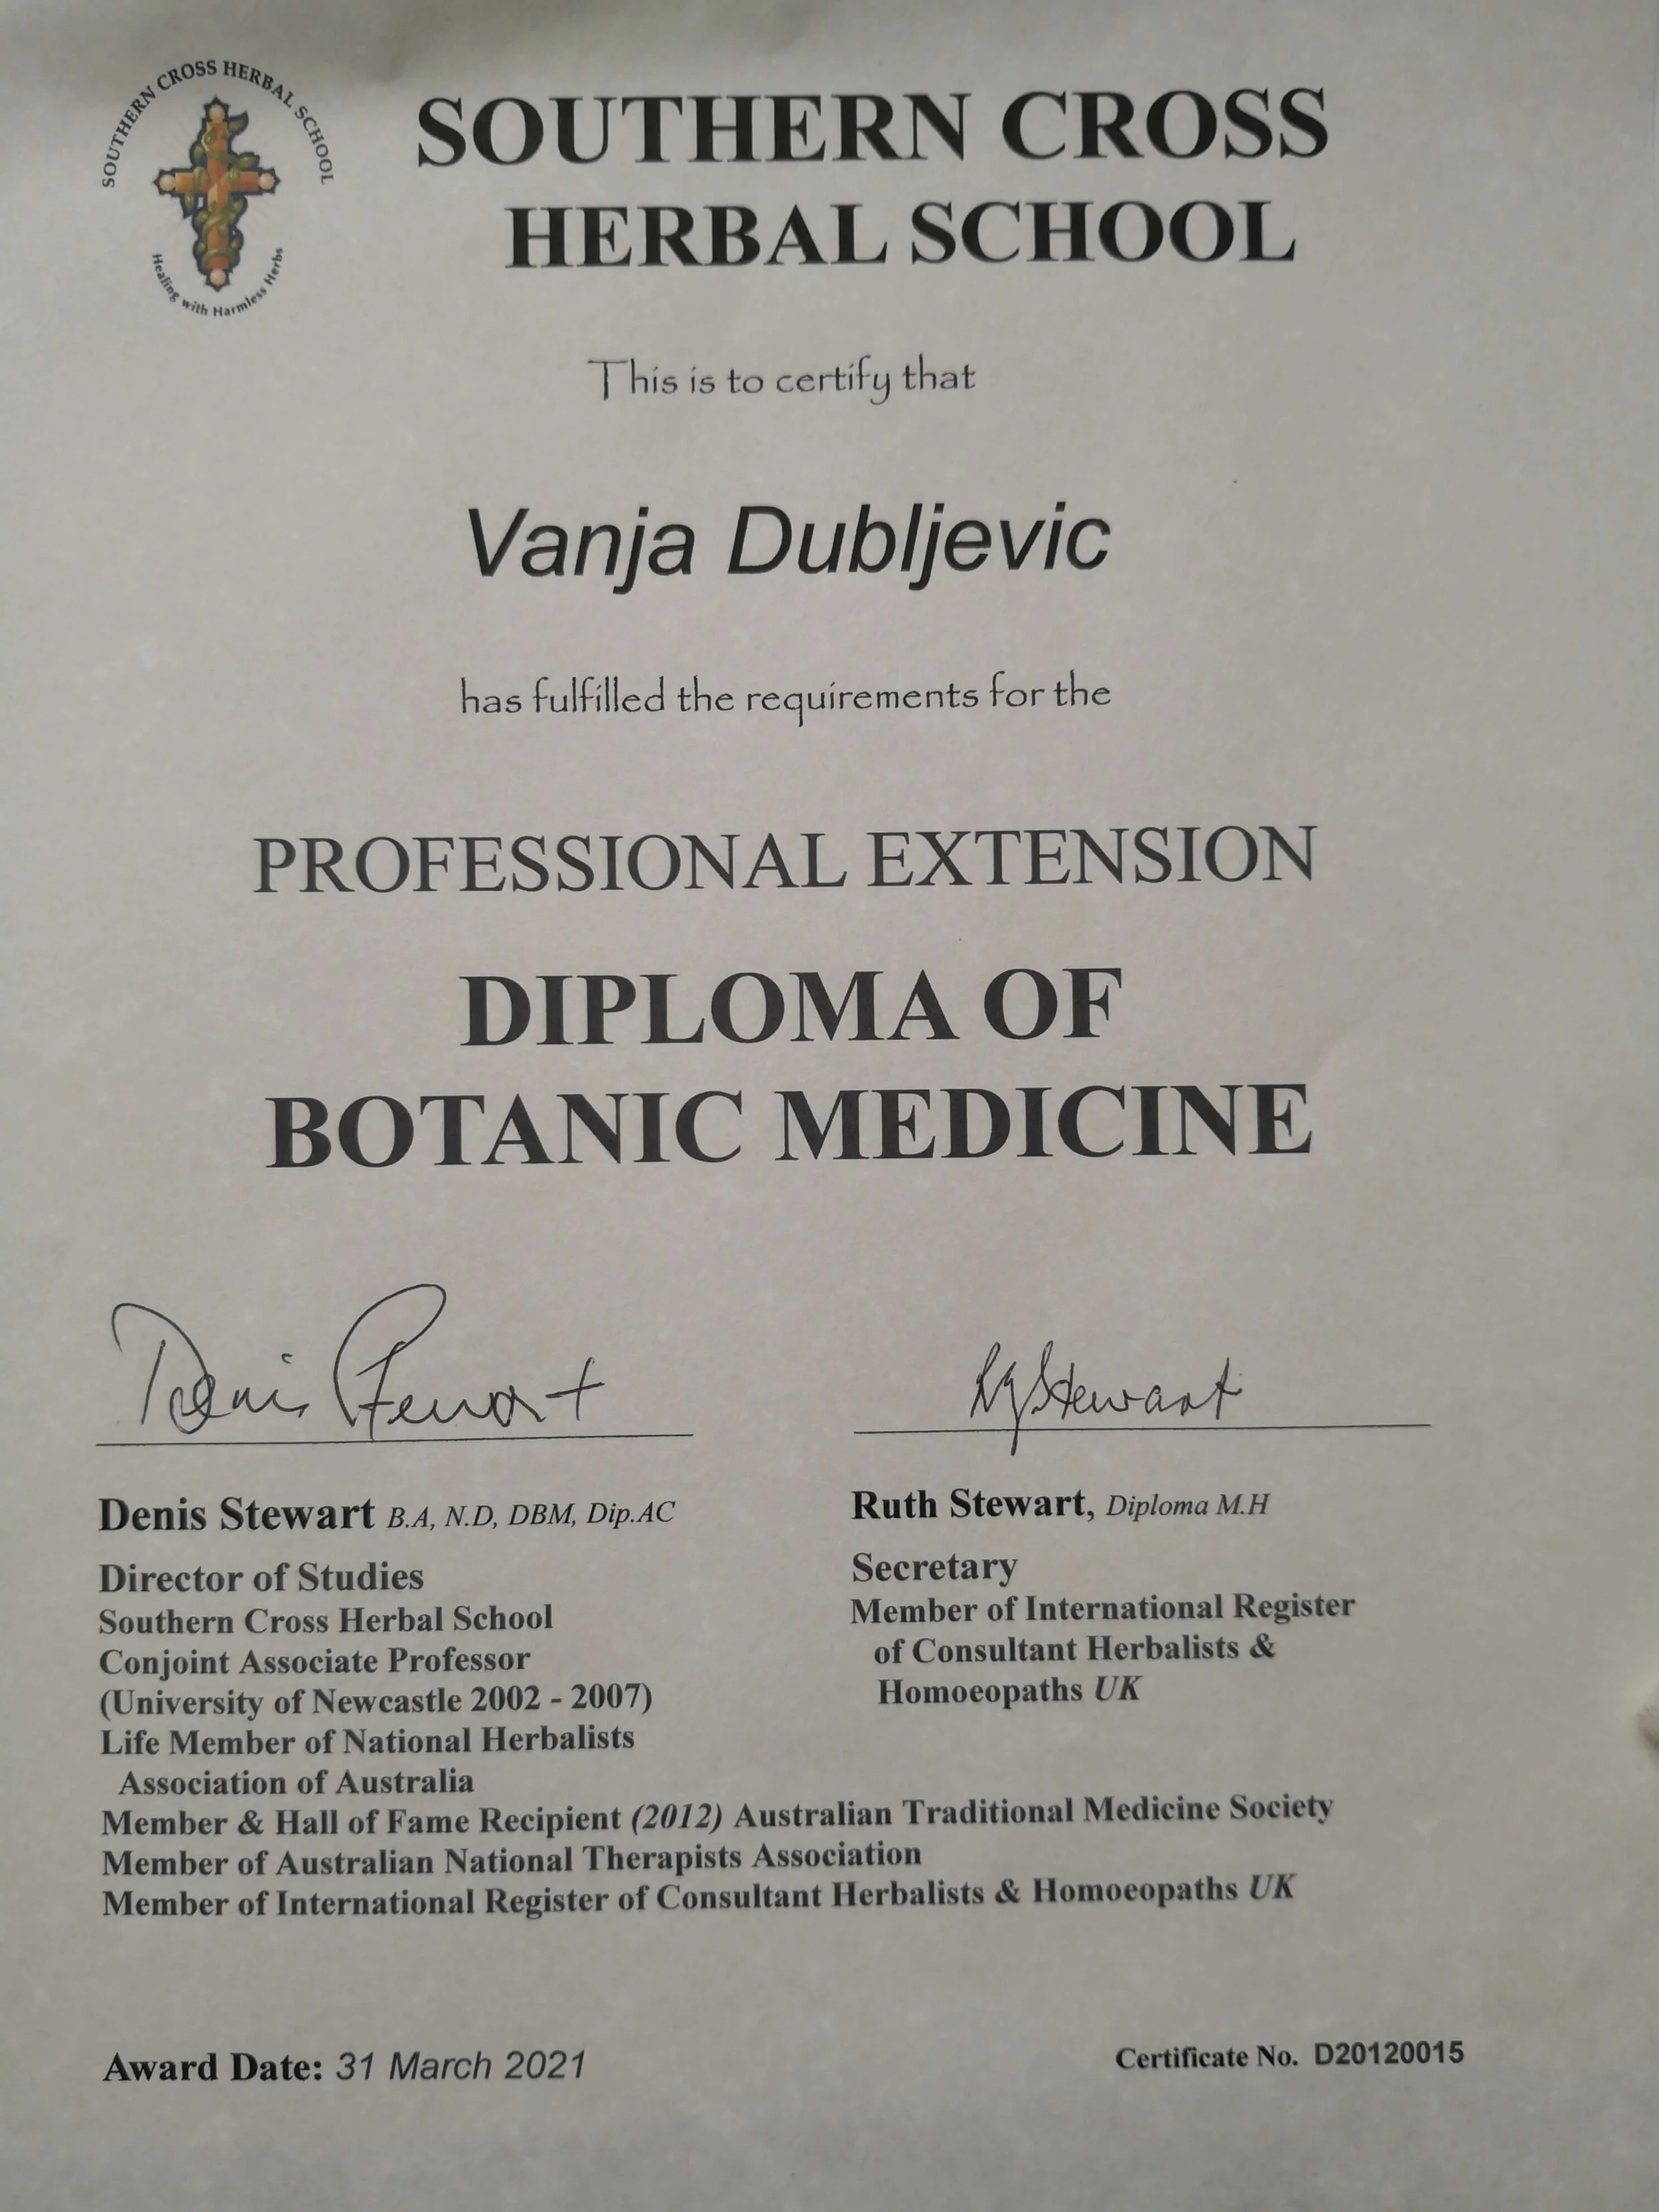 SOUTHERN CROSS HERBAL SCHOOL
Healing with Harmless Herbs
SOUTHERN CROSS
HERBAL SCHOOL
This is to certify that
Vanja Dubljevic
has fulfilled the requirements for the
PROFESSIONAL EXTENSION
DIPLOMA OF
BOTANIC MEDICINE
Denis Stewart
RJStewart
Denis Stewart B.A, N.D, DBM, Dip.AC
Director of Studies
Southern Cross Herbal School
Conjoint Associate Professor
(University of Newcastle 2002 - 2007)
Life Member of National Herbalists
Association of Australia
Ruth Stewart, Diploma M.H
Secretary
Member of International Register
of Consultant Herbalists &
Homoeopaths UK
Member & Hall of Fame Recipient (2012) Australian Traditional Medicine Society
Member of Australian National Therapists Association
Member of International Register of Consultant Herbalists & Homoeopaths UK
Award Date: 31 March 2021
Certificate No. D20120015